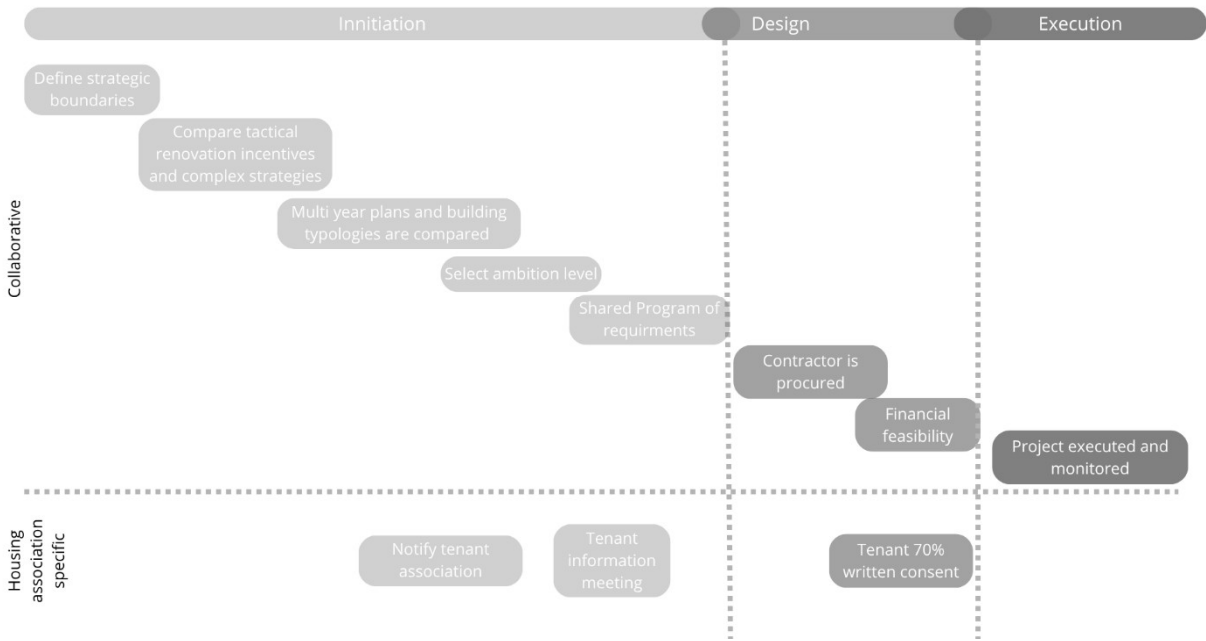 Innitiation
Design
Execution
Define strategic
boundaries
Compare tactical
renovation incentives
and complex strategies
Multi year plans and building
typologies are compared
Select ambition level
Shared Program of
requirments
Contractor is
procured
Financial
feasibility
Project executed and
monitored
Collaborative
Notify tenant
association
Tenant
information
meeting
Tenant 70%
written consent
Housing
association
specific